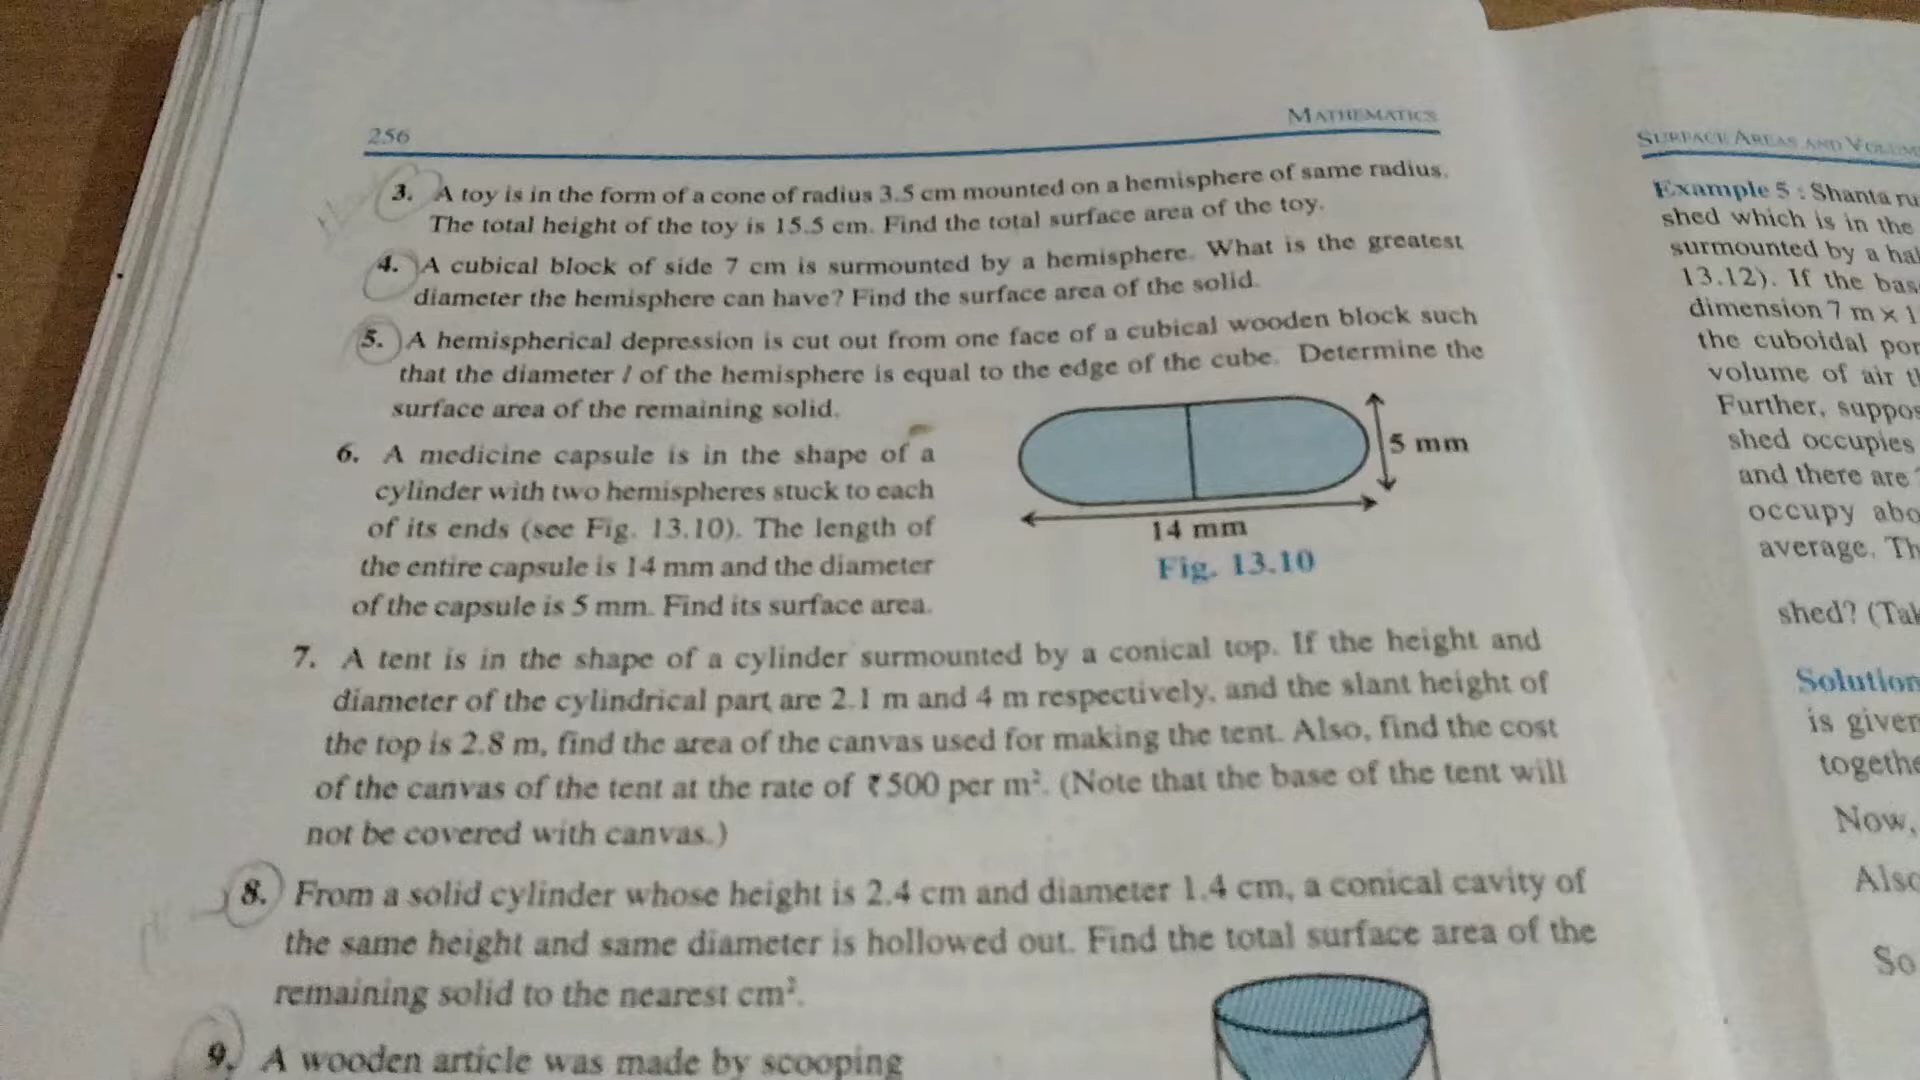 256
MATHEMATICS
3. A toy is in the form of a cone of radius 3.5 cm mounted on a hemisphere of same radius.
The total height of the toy is 15.5 cm. Find the total surface area of the toy.
4. A cubical block of side 7 cm is surmounted by a hemisphere. What is the greatest
diameter the hemisphere can have? Find the surface area of the solid.
5. A hemispherical depression is cut out from one face of a cubical wooden block such
that the diameter l of the hemisphere is equal to the edge of the cube. Determine the
surface area of the remaining solid.
6. A medicine capsule is in the shape of a
cylinder with two hemispheres stuck to each
of its ends (see Fig. 13.10). The length of
the entire capsule is 14 mm and the diameter
of the capsule is 5 mm. Find its surface area.
5 mm
14 mm
Fig. 13.10
7. A tent is in the shape of a cylinder surmounted by a conical top. If the height and
diameter of the cylindrical part are 2.1 m and 4 m respectively, and the slant height of
the top is 2.8 m, find the area of the canvas used for making the tent. Also, find the cost
of the canvas of the tent at the rate of ₹500 per m². (Note that the base of the tent will
not be covered with canvas.)
8. From a solid cylinder whose height is 2.4 cm and diameter 1.4 cm, a conical cavity of
the same height and same diameter is hollowed out. Find the total surface area of the
remaining solid to the nearest cm².
9. A wooden article was made by scooping
SURFACE AREAS AND
Example 5 : Shanta
shed which is in the
surmounted by a
13.12). If the
dimension 7 m x
the cuboidal
volume of air
Further,
shed occupies
and there are
occupy
average.
shed?
Solution
is
Now,
So